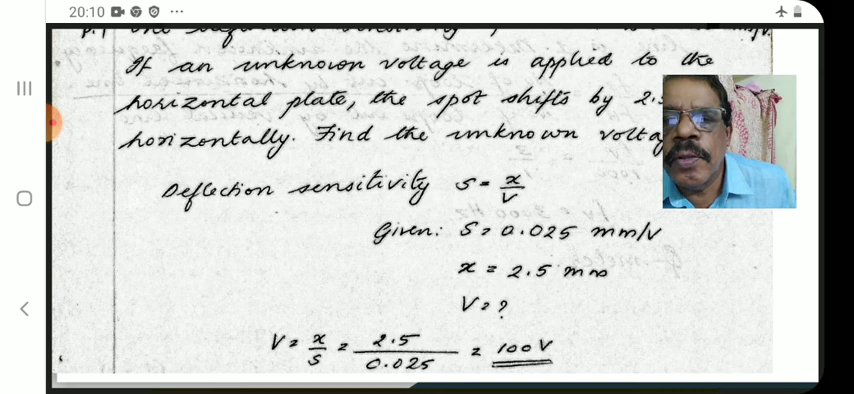 20:10
If an unknown voltage is applied to the
horizontal plate, the spot shifts by
horizontally. Find the unknown
Deflection sensitivity S = x/V
Given: S = 0.025 mm/V
x = 2.5 mm
V = ?
V = x/S = 2.5/0.025 = 100 V